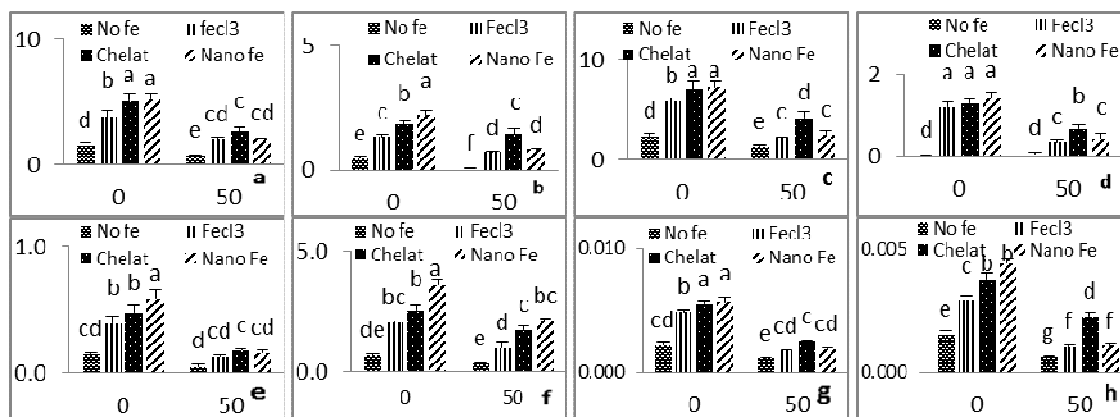 10 No fe fecl3
Chelat Nano fe
d b a a e cd c cd
0
0 50 a
5 No fe Fecl3
Chelat Nano Fe
e c b a f d c d
0
0 50 b
10 No fe Fecl3
Chelat Nano Fe
d b a a e c d c
0
0 50 c
2 No fe Fecl3
Chelat Nano Fe
d a a a d c b c
0
0 50 d
1.0 No fe Fecl3
Chelat Nano Fe
cd b b a d cd c cd
0.0
0 50 e
5.0 No fe Fecl3
Chelat Nano Fe
de bc b a e d c bc
0.0
0 50 f
0.010 No fe Fecl3
Chelat Nano Fe
cd b a a e cd c cd
0.000
0 50 g
0.005 No fe Fecl3
Chelat Nano Fe
e c b b g f d f
0.000
0 50 h